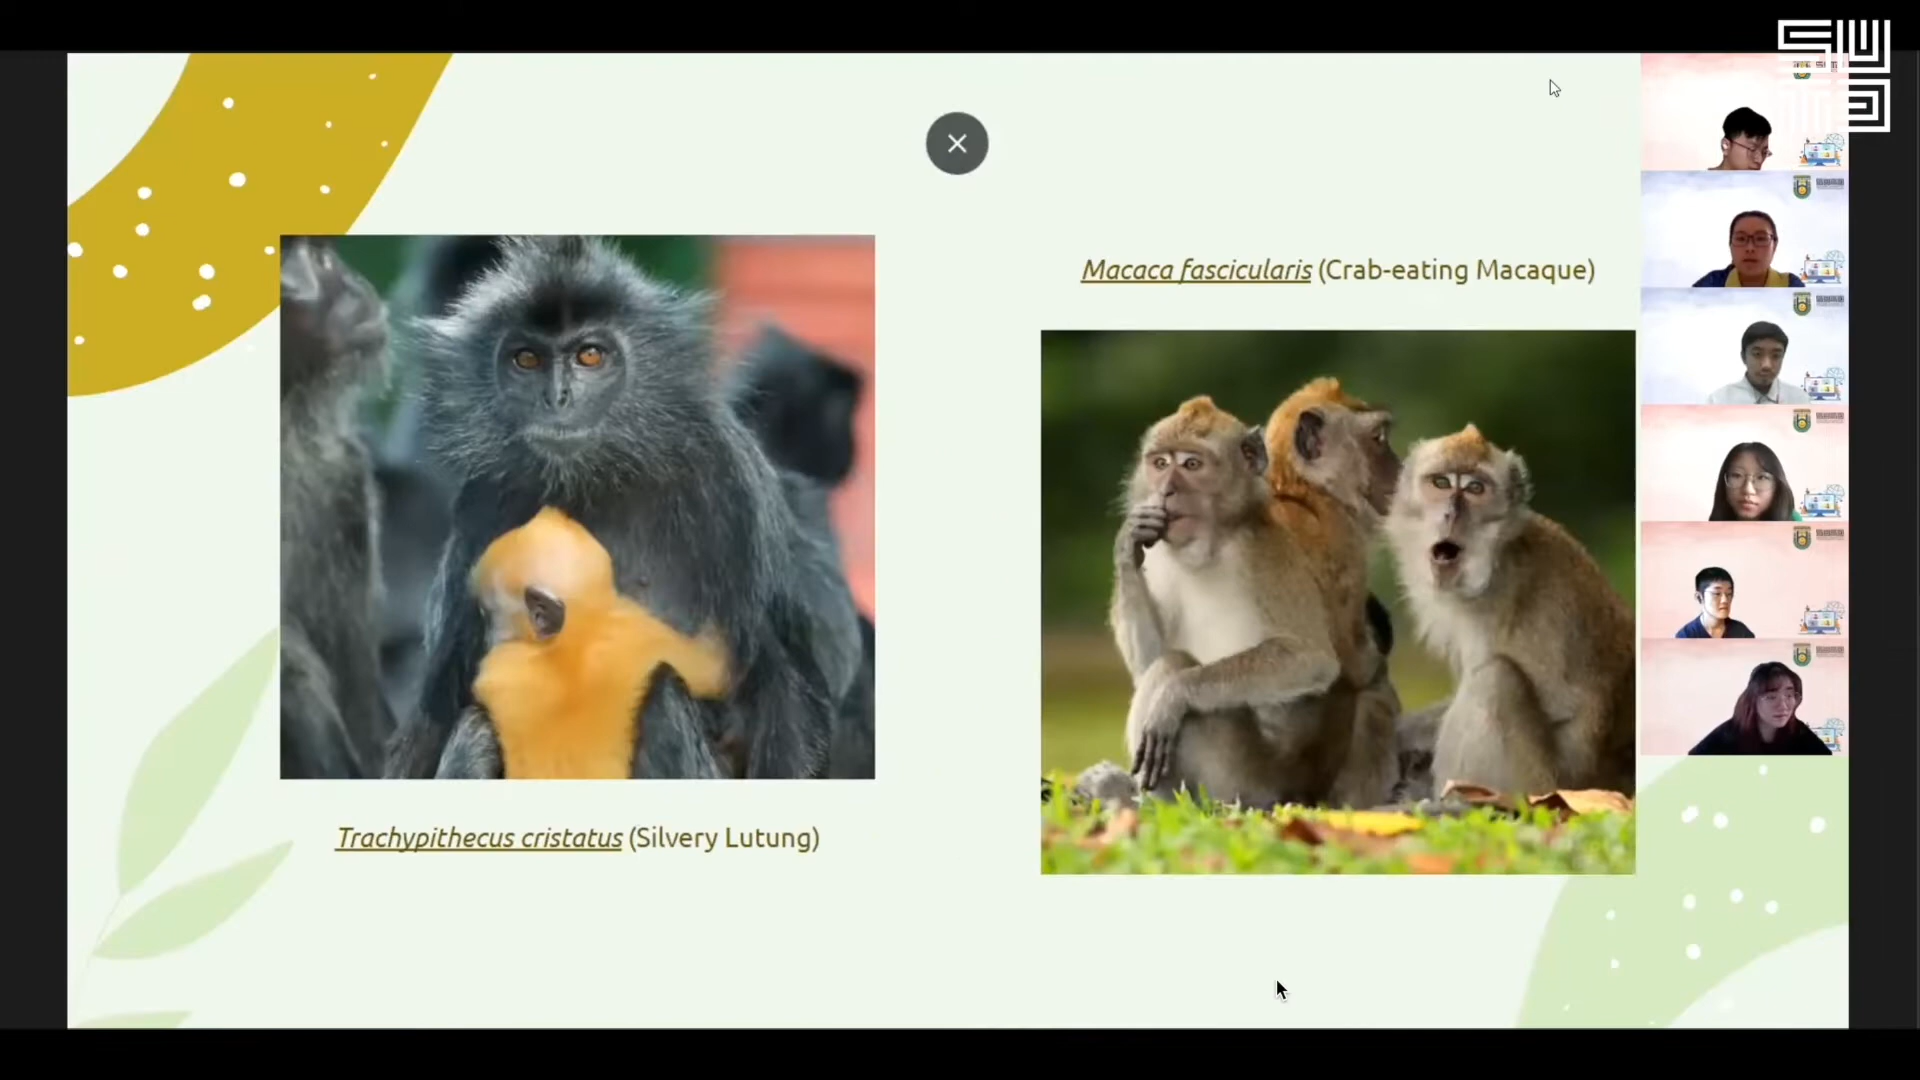 Macaca fascicularis (Crab-eating Macaque)
Trachypithecus cristatus (Silvery Lutung)